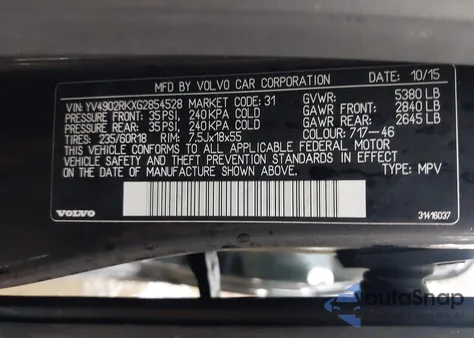 MFD BY VOLVO CAR CORPORATION DATE: 10/15
VIN: YV4902RKXG2854528 MARKET CODE: 31 GVWR: 5380 LB
PRESSURE FRONT: 35 PSI, 240 KPA COLD GAWR FRONT: 2840 LB
PRESSURE REAR: 35 PSI, 240 KPA COLD GAWR REAR: 2645 LB
TIRES: 235/60R18 RIM: 7,5Jx18x55 COLOUR: 717-46
THIS VEHICLE CONFORMS TO ALL APPLICABLE FEDERAL MOTOR
VEHICLE SAFETY AND THEFT PREVENTION STANDARDS IN EFFECT
ON THE DATE OF MANUFACTURE SHOWN ABOVE. TYPE: MPV
VOLVO 31416037
AutaSnap